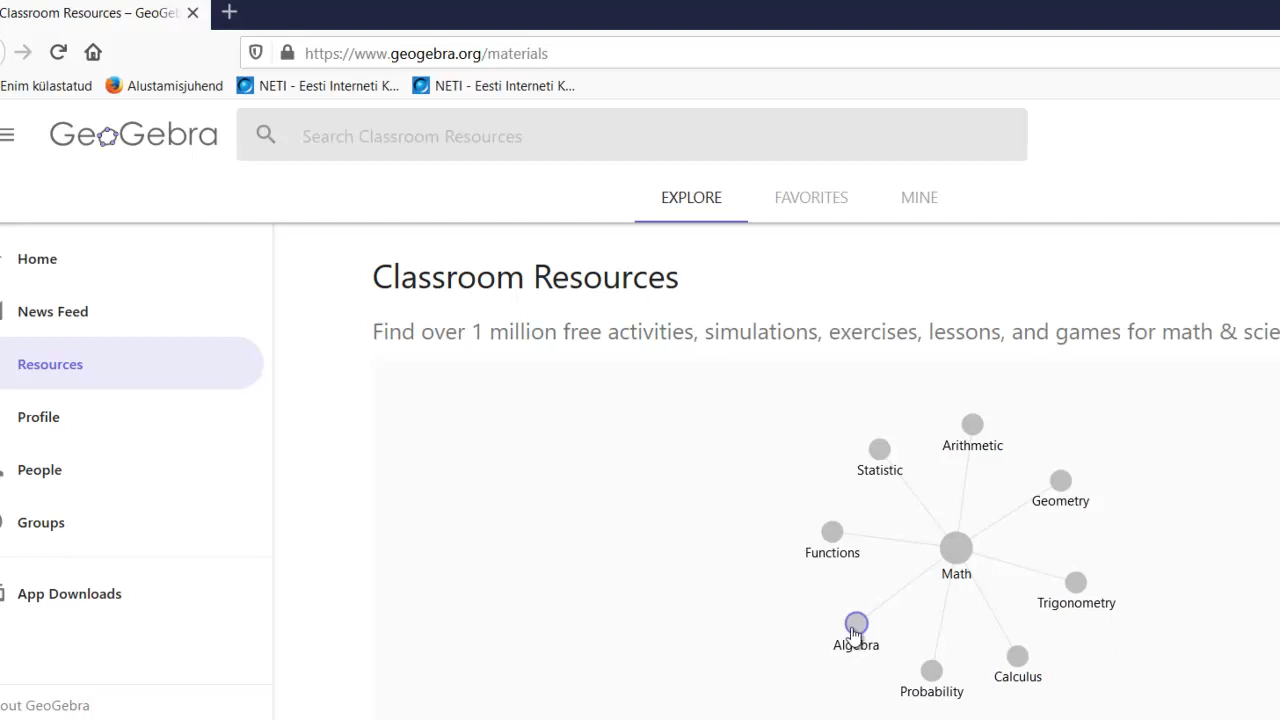 Classroom Resources – GeoGe
https://www.geogebra.org/materials
Enim külastatud
Alustamisjuhend
NETI - Eesti Interneti K...
NETI - Eesti Interneti K...
GeoGebra
Search Classroom Resources
EXPLORE
FAVORITES
MINE
Home
News Feed
Resources
Profile
People
Groups
App Downloads
out GeoGebra
Classroom Resources
Find over 1 million free activities, simulations, exercises, lessons, and games for math & scie
Arithmetic
Statistic
Geometry
Functions
Math
Trigonometry
Algebra
Calculus
Probability